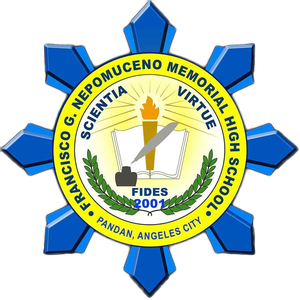 FRANCISCO G. NEPOMUCENO MEMORIAL HIGH SCHOOL
SCIENTIA VIRTUE
FIDES
2001
PANDAN, ANGELES CITY